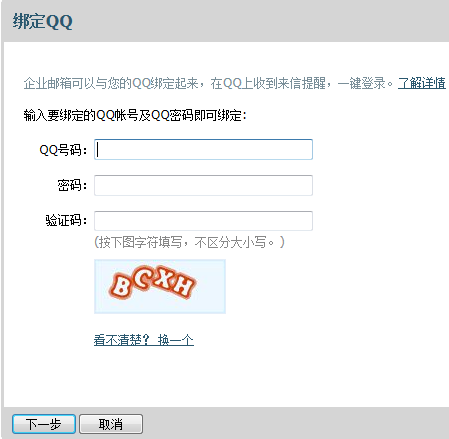 绑定QQ
企业邮箱可以与您的QQ绑定起来，在QQ上收到来信提醒，一键登录。了解详情
输入要绑定的QQ帐号及QQ密码即可绑定：
QQ号码：
密码：
验证码：
(按下图字符填写，不区分大小写。)
BCXH
看不清楚？ 换一个
下一步 取消